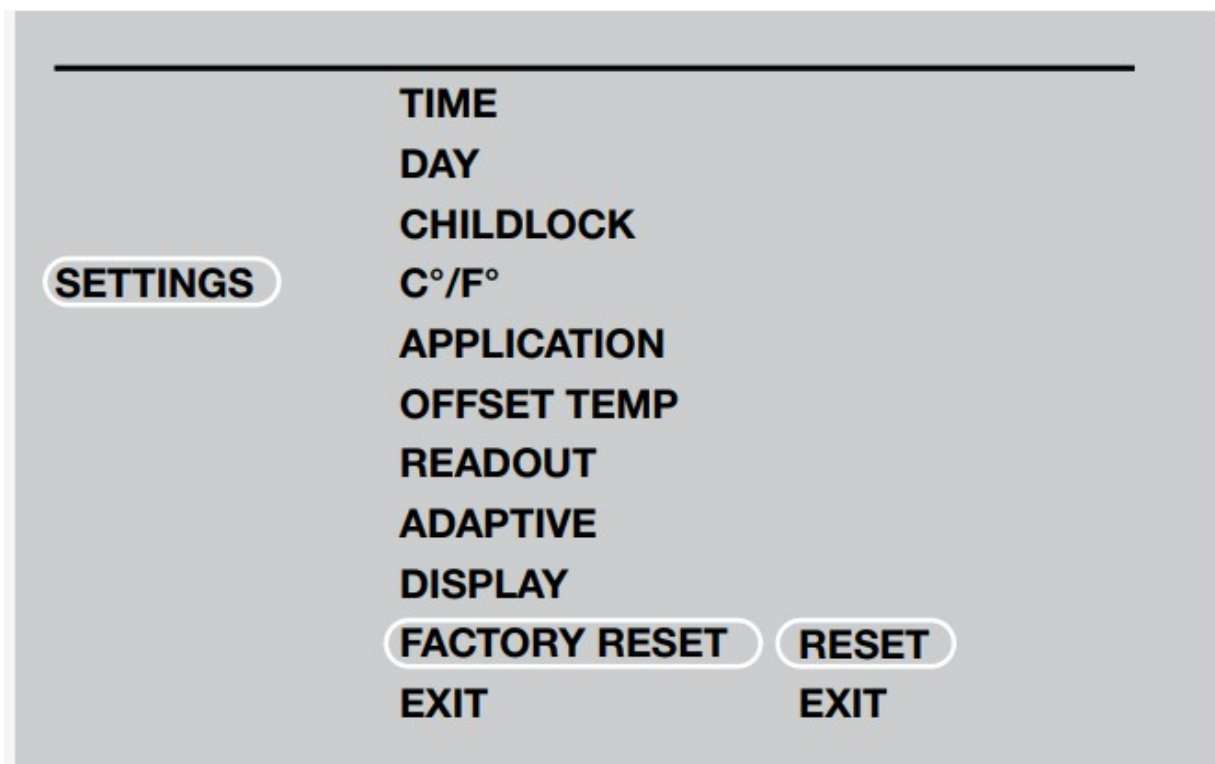 TIME
DAY
CHILDLOCK
SETTINGS C°/F°
APPLICATION
OFFSET TEMP
READOUT
ADAPTIVE
DISPLAY
FACTORY RESET RESET
EXIT EXIT